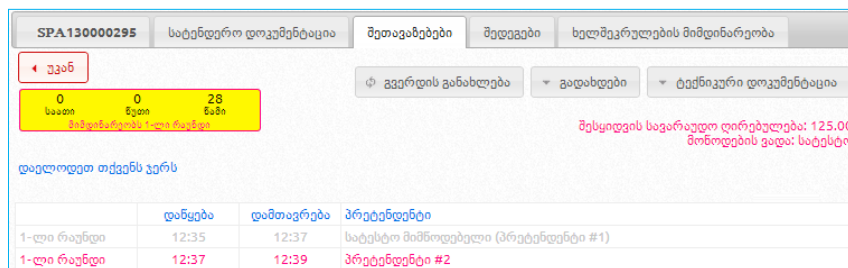 SPA130000295 სატენდერო დოკუმენტაცია შეთავაზებები შედეგები ხელშეკრულების მიმდინარეობა
უკან
გვერდის განახლება გადახდები ტექნიკური დოკუმენტაცია
0 0 28
საათი წუთი წამი
მიმდინარეობს 1-ლი რაუნდი
შესყიდვის სავარაუდო ღირებულება: 125.00
მოწოდების ვადა: სატესტო
დაელოდეთ თქვენს ჯერს
დაწყება დამთავრება პრეტენდენტი
1-ლი რაუნდი 12:35 12:37 სატესტო მიმწოდებელი (პრეტენდენტი #1)
1-ლი რაუნდი 12:37 12:39 პრეტენდენტი #2